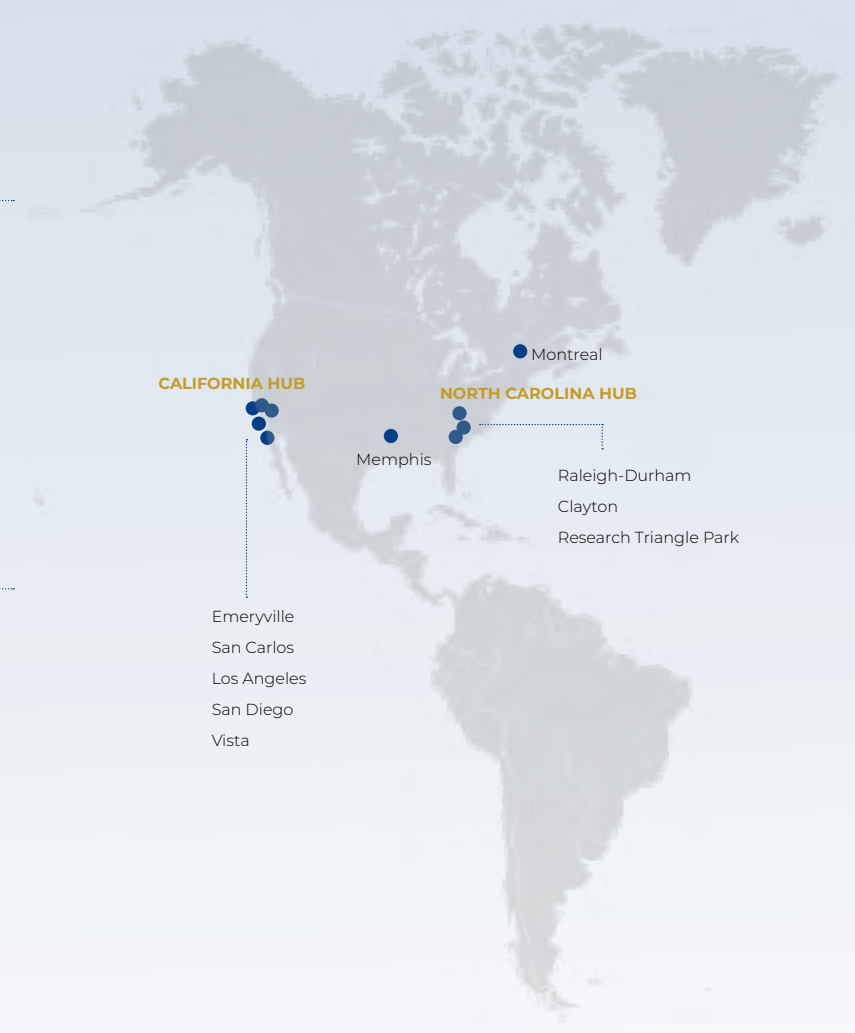 Montreal
CALIFORNIA HUB
NORTH CAROLINA HUB
Memphis
Raleigh-Durham
Clayton
Research Triangle Park
Emeryville
San Carlos
Los Angeles
San Diego
Vista